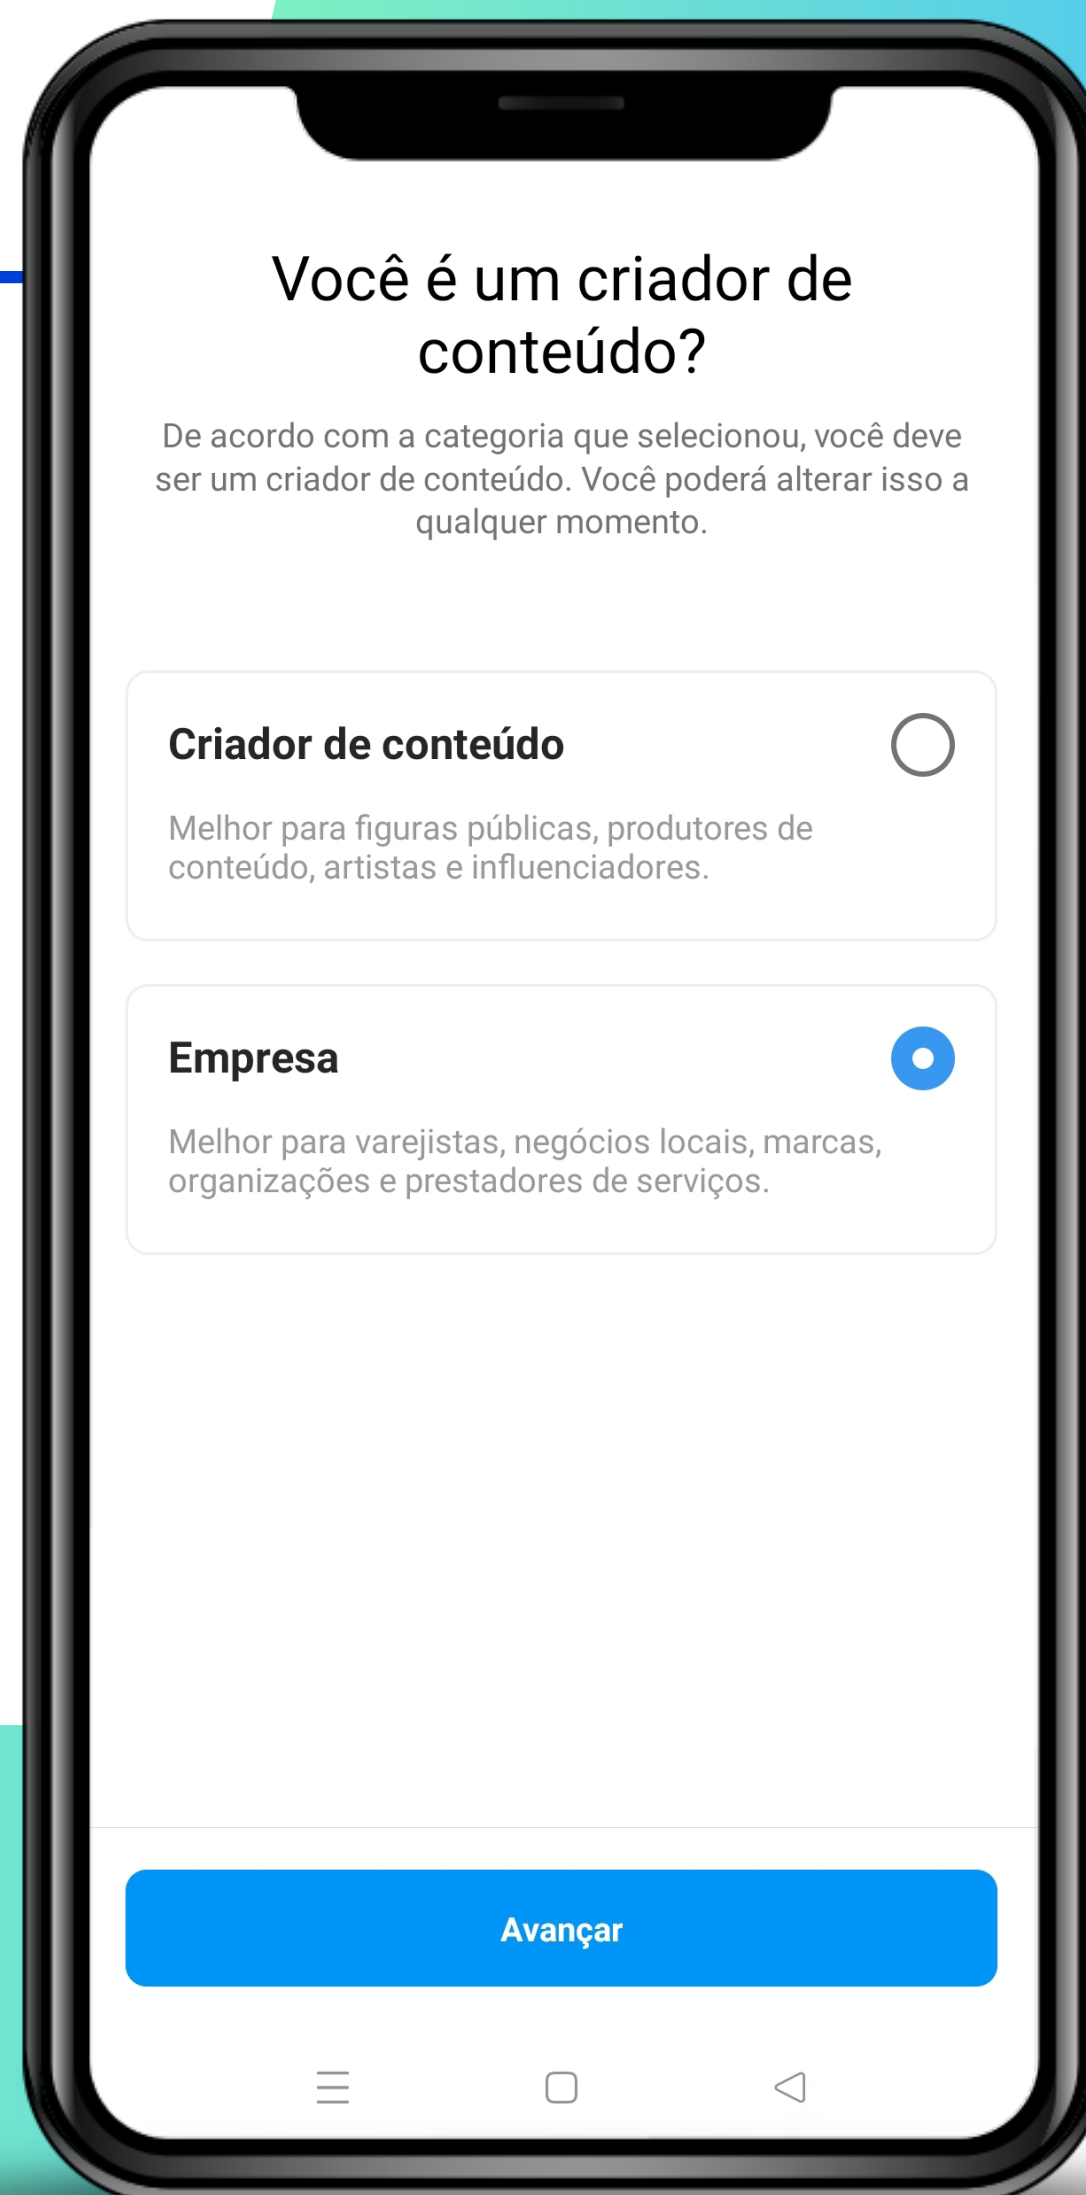 Você é um criador de
conteúdo?
De acordo com a categoria que selecionou, você deve
ser um criador de conteúdo. Você poderá alterar isso a
qualquer momento.
Criador de conteúdo
Melhor para figuras públicas, produtores de
conteúdo, artistas e influenciadores.
Empresa
Melhor para varejistas, negócios locais, marcas,
organizações e prestadores de serviços.
Avançar